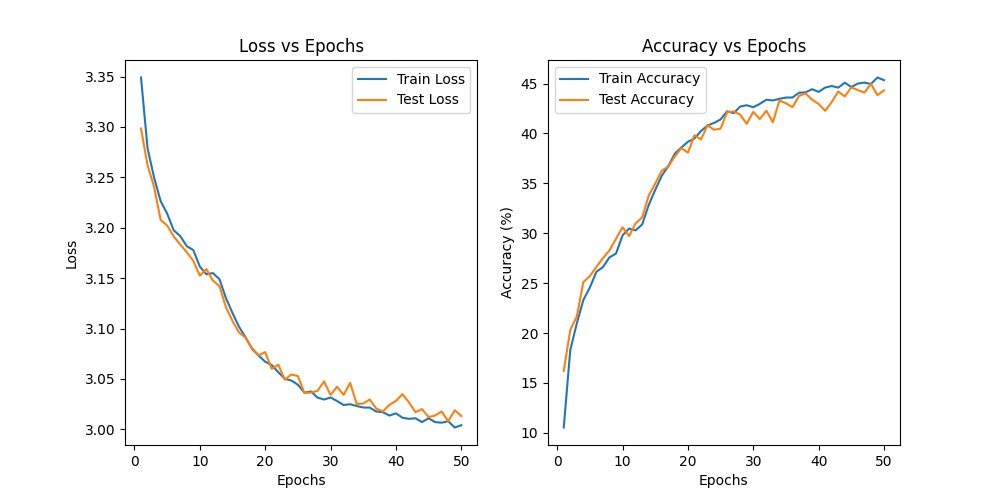 Loss vs Epochs
Loss
3.35
3.30
3.25
3.20
3.15
3.10
3.05
3.00
Train Loss
Test Loss
0
10
20
30
40
50
Epochs
Accuracy vs Epochs
Accuracy (%)
45
40
35
30
25
20
15
10
Train Accuracy
Test Accuracy
0
10
20
30
40
50
Epochs